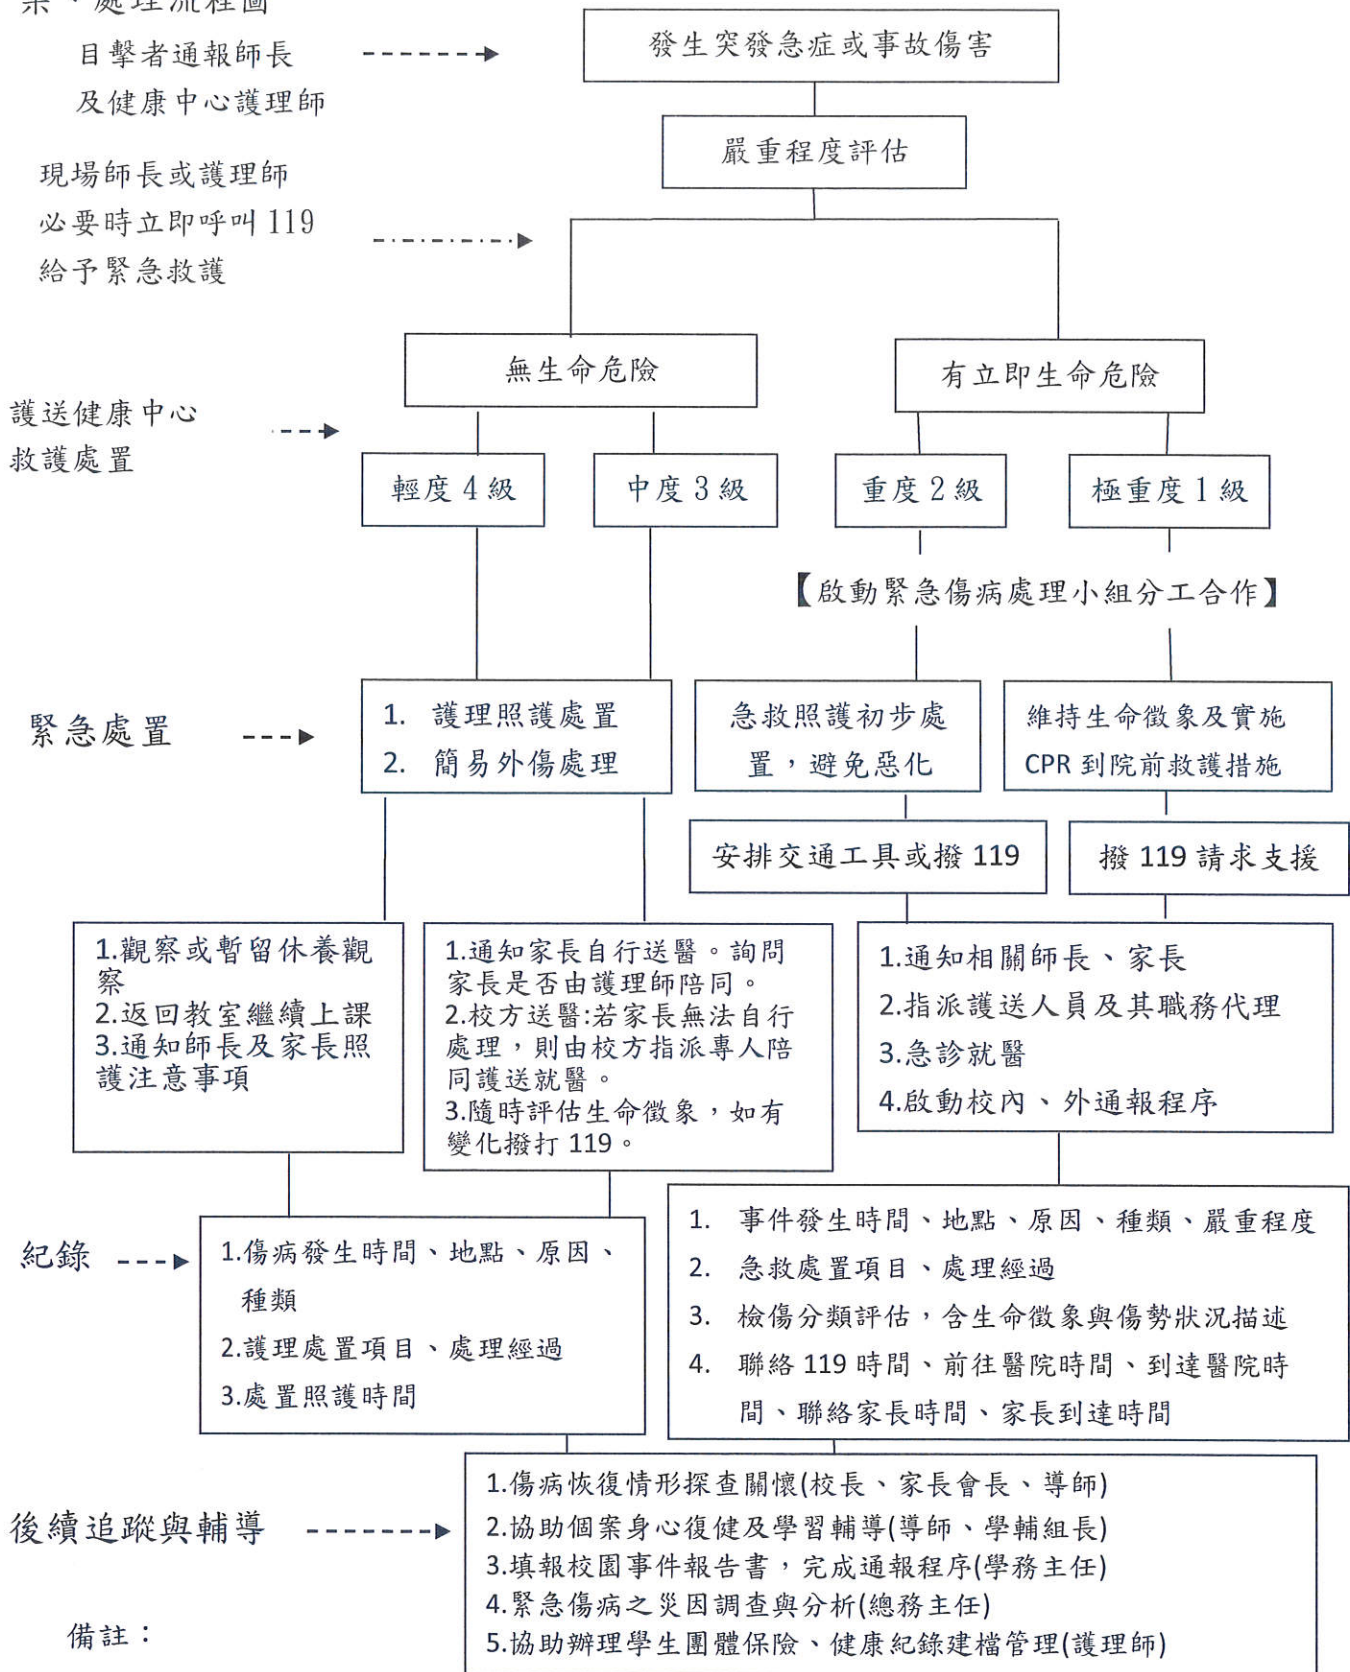 處理流程圖
目擊者通報師長
及健康中心護理師
發生突發急症或事故傷害
嚴重程度評估
現場師長或護理師
必要時立即呼叫 119
給予緊急救護
無生命危險
有立即生命危險
護送健康中心
救護處置
輕度 4 級
中度 3 級
重度 2 級
極重度 1 級
【啟動緊急傷病處理小組分工合作】
緊急處置
1. 護理照護處置
2. 簡易外傷處理
急救照護初步處
置,避免惡化
維持生命徵象及實施
CPR 到院前救護措施
安排交通工具或撥 119
撥 119 請求支援
1.觀察或暫留休養觀
察
2.返回教室繼續上課
3.通知師長及家長照
護注意事項
1.通知家長自行送醫。詢問
家長是否由護理師陪同。
2.校方送醫:若家長無法自行
處理,則由校方指派專人陪
同護送就醫。
3.隨時評估生命徵象,如有
變化撥打 119。
1.通知相關師長、家長
2.指派護送人員及其職務代理
3.急診就醫
4.啟動校內、外通報程序
紀錄
1.傷病發生時間、地點、原因、
種類
2.護理處置項目、處理經過
3.處置照護時間
1. 事件發生時間、地點、原因、種類、嚴重程度
2. 急救處置項目、處理經過
3. 檢傷分類評估,含生命徵象與傷勢狀況描述
4. 聯絡 119 時間、前往醫院時間、到達醫院時
間、聯絡家長時間、家長到達時間
後續追蹤與輔導
1.傷病恢復情形探查關懷(校長、家長會長、導師)
2.協助個案身心復健及學習輔導(導師、學輔組長)
3.填報校園事件報告書,完成通報程序(學務主任)
4.緊急傷病之災因調查與分析(總務主任)
5.協助辦理學生團體保險、健康紀錄建檔管理(護理師)
備註: